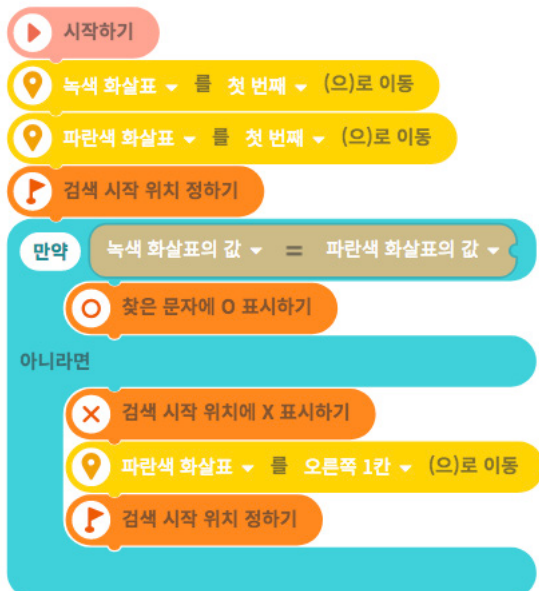 시작하기
녹색 화살표 를 첫 번째 (으)로 이동
파란색 화살표 를 첫 번째 (으)로 이동
검색 시작 위치 정하기
만약 녹색 화살표의 값 = 파란색 화살표의 값
찾은 문자에 O 표시하기
아니라면
검색 시작 위치에 X 표시하기
파란색 화살표 를 오른쪽 1칸 (으)로 이동
검색 시작 위치 정하기